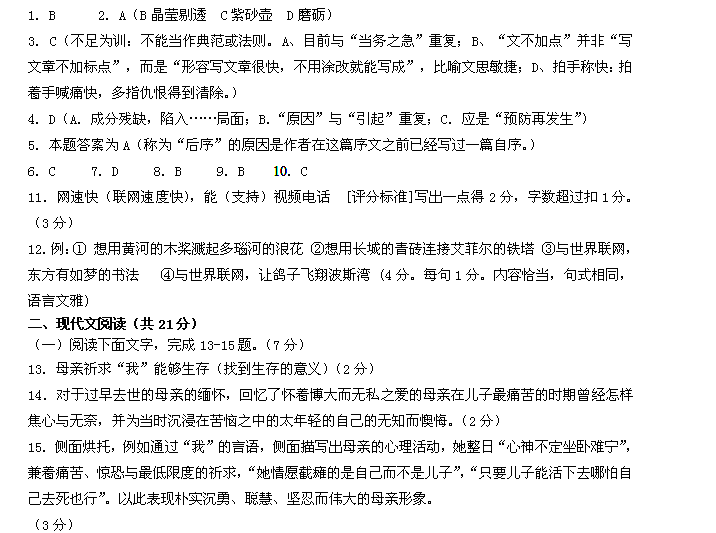 1. B 2. A（B 晶莹剔透 C 紫砂壶 D 磨砺）
3. C（不足为训：不能当作典范或法则。A、目前与“当务之急”重复；B、“文不加点”并非“写
文章不加标点”，而是“形容写文章很快，不用涂改就能写成”，比喻文思敏捷；D、拍手称快：拍
着手喊痛快，多指仇恨得到清除。）
4. D（A. 成分残缺，陷入……局面；B.“原因”与“引起”重复；C. 应是“预防再发生”）
5. 本题答案为 A（称为“后序”的原因是作者在这篇序文之前已经写过一篇自序。）
6. C 7. D 8. B 9. B 10. C
11. 网速快（联网速度快），能（支持）视频电话 [评分标准]写出一点得 2 分，字数超过扣 1 分。
（3 分）
12. 例：① 想用黄河的木桨溅起多瑙河的浪花 ②想用长城的青砖连接艾菲尔的铁塔 ③与世界联网，
东方有如梦的书法 ④与世界联网，让鸽子飞翔波斯湾 (4 分。每句 1 分。内容恰当，句式相同，
语言文雅)
二、现代文阅读（共 21 分）
（一）阅读下面文字，完成 13-15 题。（7 分）
13. 母亲祈求“我”能够生存（找到生存的意义）（2 分）
14. 对于过早去世的母亲的缅怀，回忆了怀着博大而无私之爱的母亲在儿子最痛苦的时期曾经怎样
焦心与无奈，并为当时沉浸在苦恼之中的太年轻的自己的无知而懊悔。（2 分）
15. 侧面烘托，例如通过“我”的言语，侧面描写出母亲的心理活动，她整日“心神不定坐卧难宁”，
兼着痛苦、惊恐与最低限度的祈求，“她情愿截瘫的是自己而不是儿子”，“只要儿子能活下去哪怕自
己去死也行”。以此表现朴实沉勇、聪慧、坚忍而伟大的母亲形象。
（3 分）